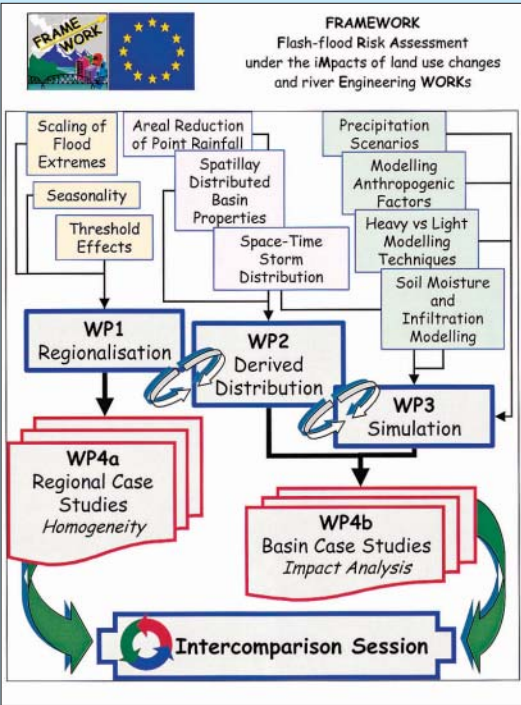 FRAME
WORK
FRAMEWORK
Flash-flood Risk Assessment
under the iMpacts of land use changes
and river Engineering WORKs
Scaling of
Flood
Extremes
Seasonality
Threshold
Effects
Areal Reduction
of Point Rainfall
Spatillay
Distributed
Basin
Properties
Space-Time
Storm
Distribution
Precipitation
Scenarios
Modelling
Anthropogenic
Factors
Heavy vs Light
Modelling
Techniques
Soil Moisture
and
Infiltration
Modelling
WP1
Regionalisation
WP2
Derived
Distribution
WP3
Simulation
WP4a
Regional Case
Studies
Homogeneity
WP4b
Basin Case Studies
Impact Analysis
Intercomparison Session